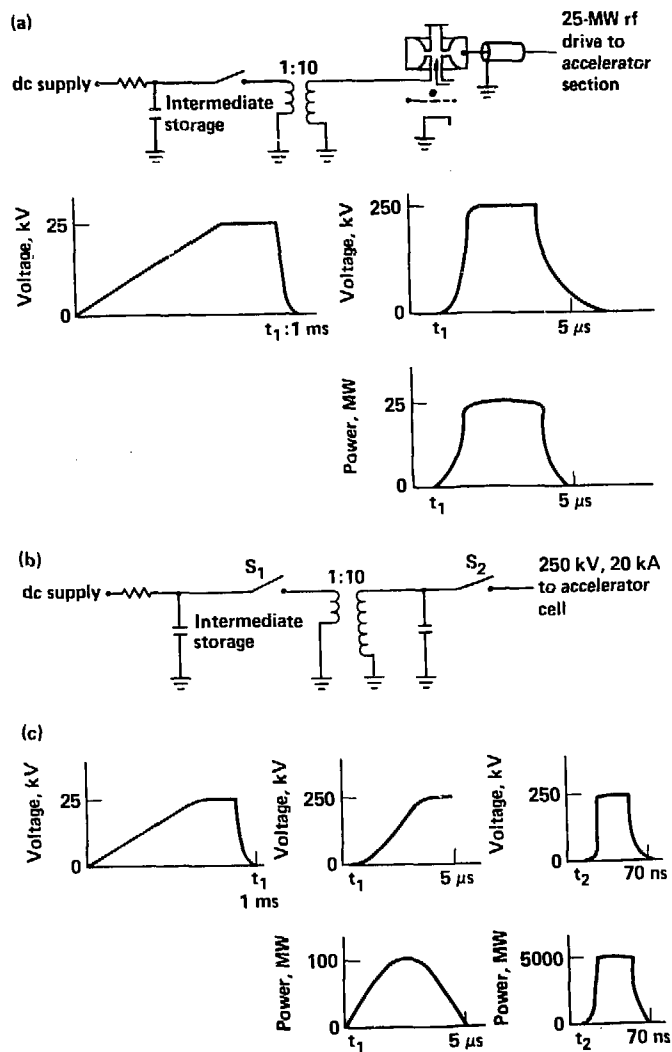 (a)
25-MW rf
drive to
accelerator
section
1:10
dc supply
Intermediate
storage
Voltage, kV
25
0
t1 : 1 ms
Voltage, kV
250
0
t1
5 μs
Power, MW
25
0
t1
5 μs
(b)
S1
1:10
S2
250 kV, 20 kA
to accelerator
cell
dc supply
Intermediate
storage
(c)
Voltage, kV
25
0
t1
1 ms
Voltage, kV
250
0
t1
5 μs
Voltage, kV
250
0
t2
70 ns
Power, MW
100
0
t1
5 μs
Power, MW
5000
0
t2
70 ns